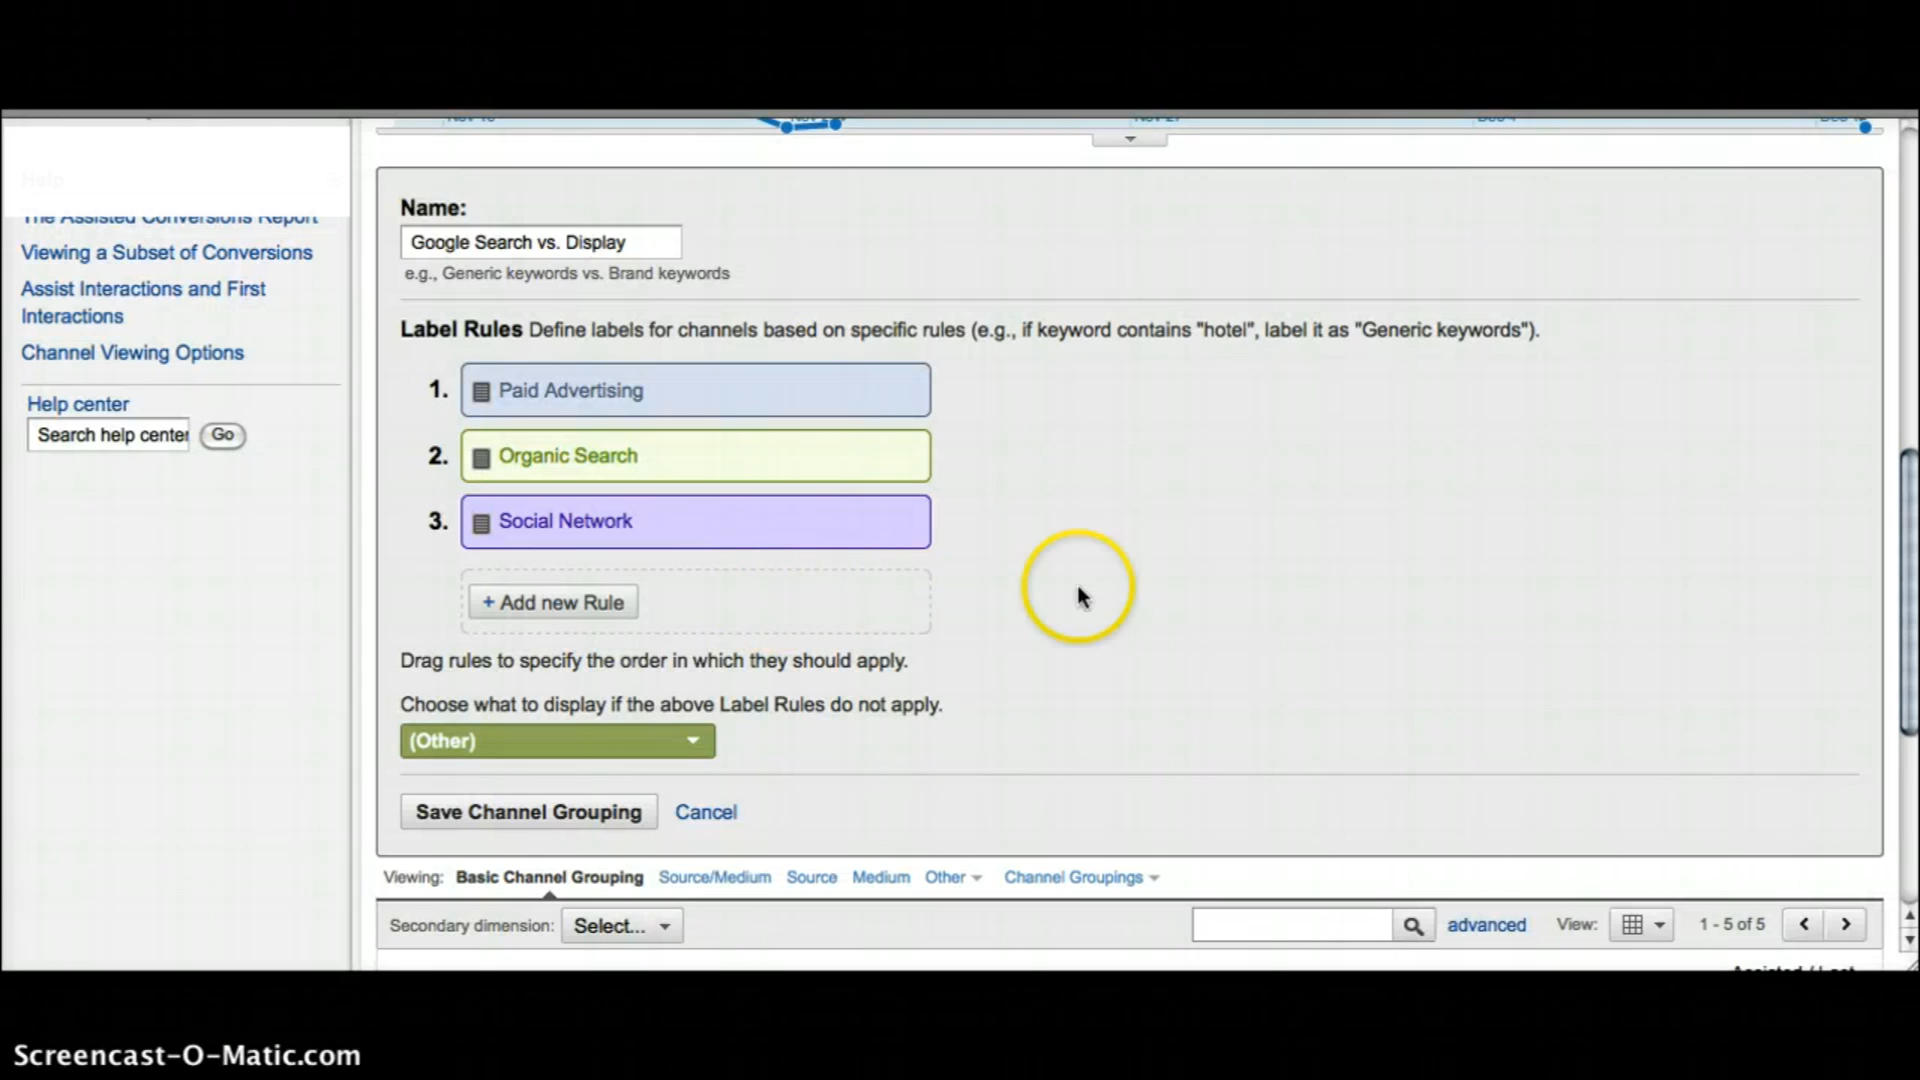 Help
The Assisted Conversions Report
Viewing a Subset of Conversions
Assist Interactions and First
Interactions
Channel Viewing Options
Help center
Search help center
Go
Name:
Google Search vs. Display
e.g., Generic keywords vs. Brand keywords
Label Rules Define labels for channels based on specific rules (e.g., if keyword contains "hotel", label it as "Generic keywords").
1. Paid Advertising
2. Organic Search
3. Social Network
+ Add new Rule
Drag rules to specify the order in which they should apply.
Choose what to display if the above Label Rules do not apply.
(Other)
Save Channel Grouping Cancel
Viewing: Basic Channel Grouping Source/Medium Source Medium Other Channel Groupings
Secondary dimension: Select... advanced View: 1 - 5 of 5
Screencast-O-Matic.com